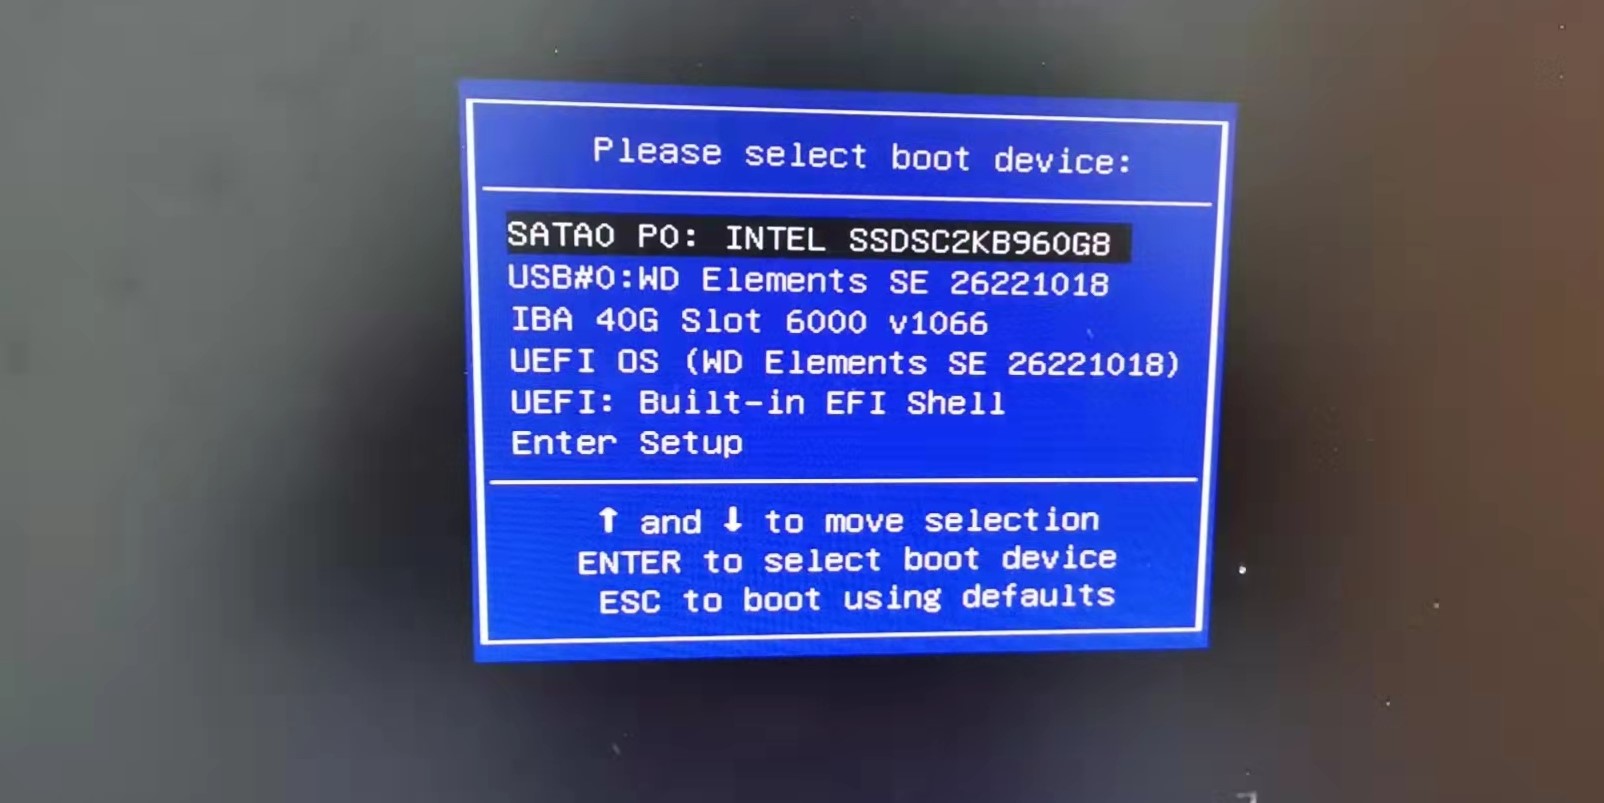 Please select boot device:
SATA0 P0: INTEL SSDSC2KB960G8
USB#0:WD Elements SE 26221018
IBA 40G Slot 6000 v1066
UEFI OS (WD Elements SE 26221018)
UEFI: Built-in EFI Shell
Enter Setup
↑ and ↓ to move selection
ENTER to select boot device
ESC to boot using defaults